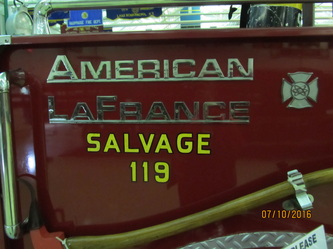 AMERICAN
LAFRANCE
SALVAGE
119
07/10/2016